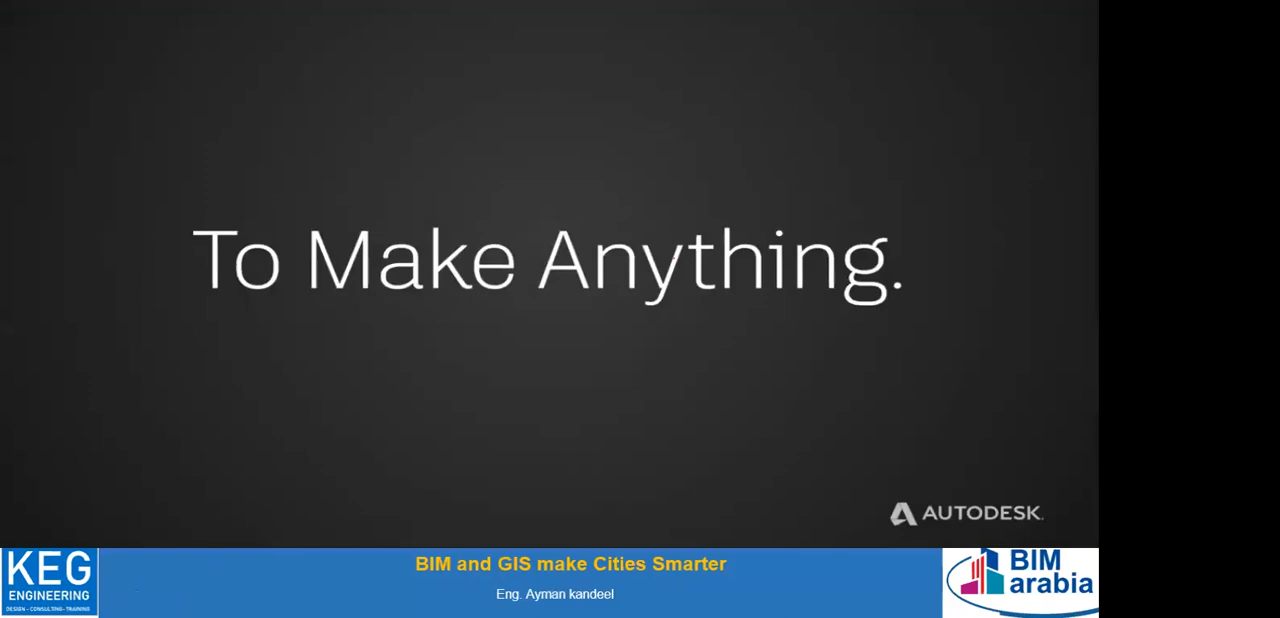 To Make Anything.
AUTODESK.
KEG
ENGINEERING
DESIGN - CONSULTING- TRAINING
BIM and GIS make Cities Smarter
Eng. Ayman kandeel
BIM
arabia